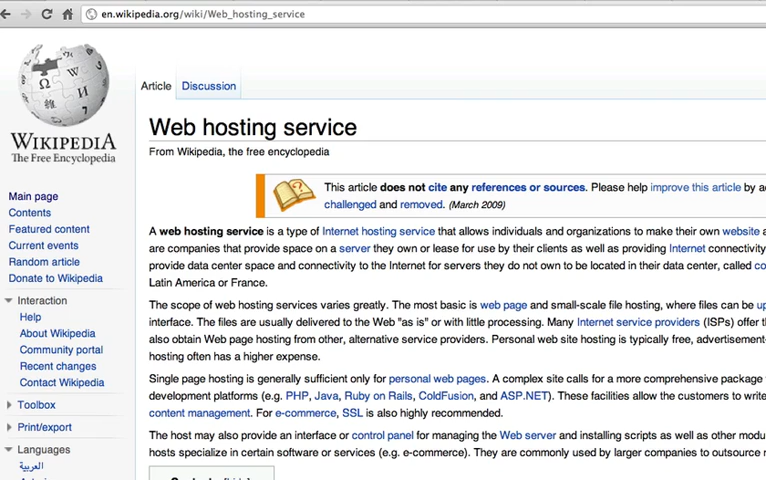 en.wikipedia.org/wiki/Web_hosting_service
WIKIPEDIA
The Free Encyclopedia
Main page
Contents
Featured content
Current events
Random article
Donate to Wikipedia
Interaction
Help
About Wikipedia
Community portal
Recent changes
Contact Wikipedia
Toolbox
Print/export
Languages
العربية
Article Discussion
Web hosting service
From Wikipedia, the free encyclopedia
This article does not cite any references or sources. Please help improve this article by a
challenged and removed. (March 2009)
A web hosting service is a type of Internet hosting service that allows individuals and organizations to make their own website a
are companies that provide space on a server they own or lease for use by their clients as well as providing Internet connectivity
provide data center space and connectivity to the Internet for servers they do not own to be located in their data center, called co
Latin America or France.
The scope of web hosting services varies greatly. The most basic is web page and small-scale file hosting, where files can be up
interface. The files are usually delivered to the Web "as is" or with little processing. Many Internet service providers (ISPs) offer t
also obtain Web page hosting from other, alternative service providers. Personal web site hosting is typically free, advertisement-
hosting often has a higher expense.
Single page hosting is generally sufficient only for personal web pages. A complex site calls for a more comprehensive package
development platforms (e.g. PHP, Java, Ruby on Rails, ColdFusion, and ASP.NET). These facilities allow the customers to write
content management. For e-commerce, SSL is also highly recommended.
The host may also provide an interface or control panel for managing the Web server and installing scripts as well as other modu
hosts specialize in certain software or services (e.g. e-commerce). They are commonly used by larger companies to outsource